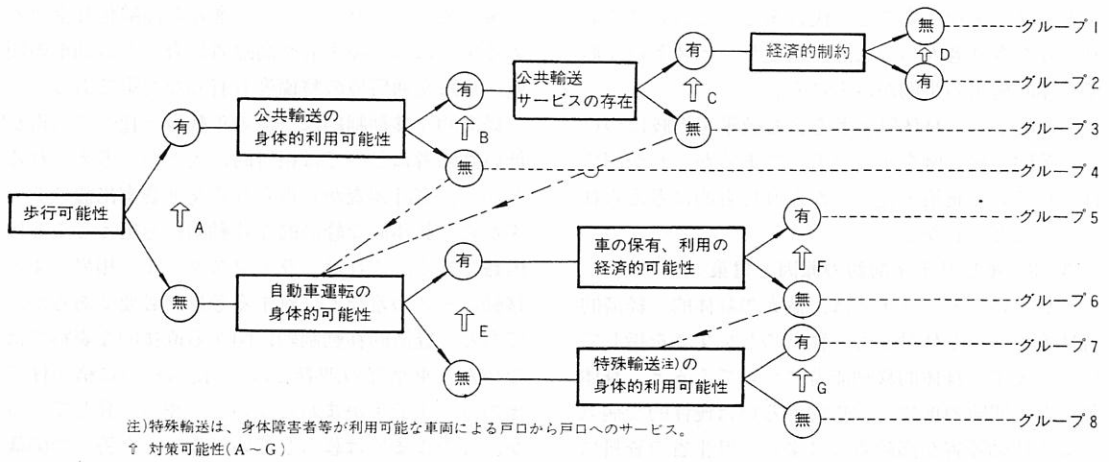 無
グループ1
有
経済的制約
D
有
グループ2
公共輸送
サービスの存在
C
無
グループ3
有
公共輸送の
身体的利用可能性
有
B
無
グループ4
歩行可能性
A
無
自動車運転の
身体的可能性
有
車の保有、利用の
経済的可能性
有
グループ5
F
無
グループ6
E
無
特殊輸送注)の
身体的利用可能性
有
グループ7
G
無
グループ8
注)特殊輸送は、身体障害者等が利用可能な車両による戸口から戸口へのサービス。
⇧ 対策可能性(A~G)